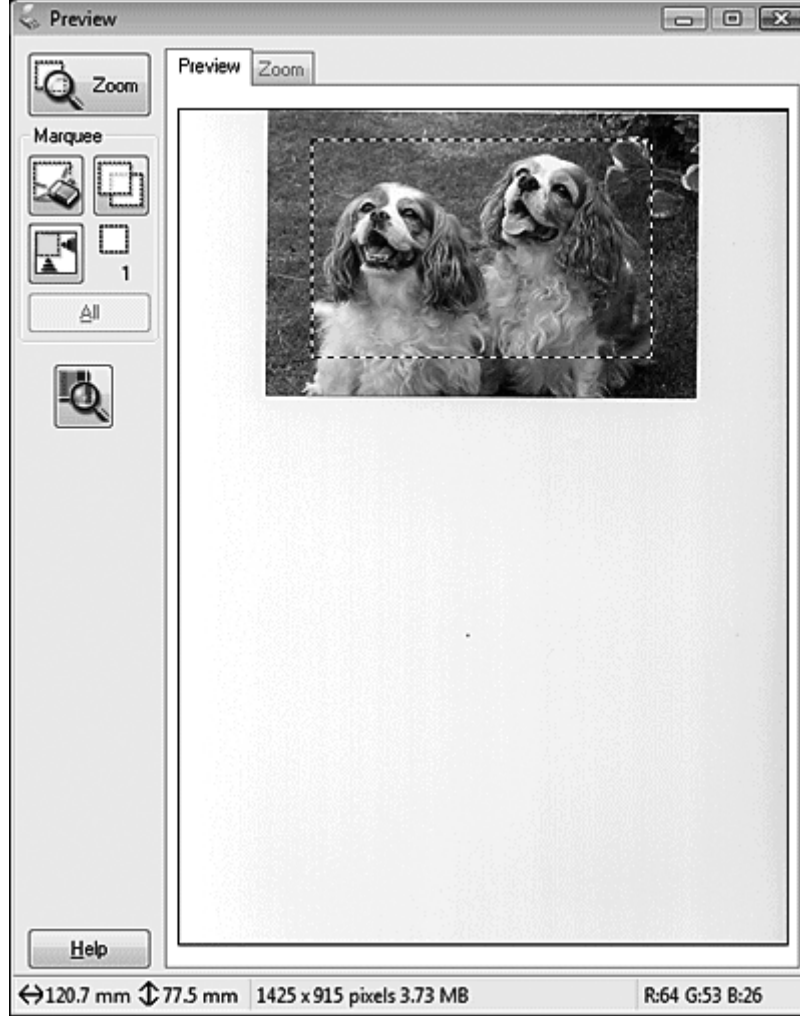 Preview
Zoom
Preview
Zoom
Marquee
1
All
Help
120.7 mm 77.5 mm 1425 x 915 pixels 3.73 MB R:64 G:53 B:26